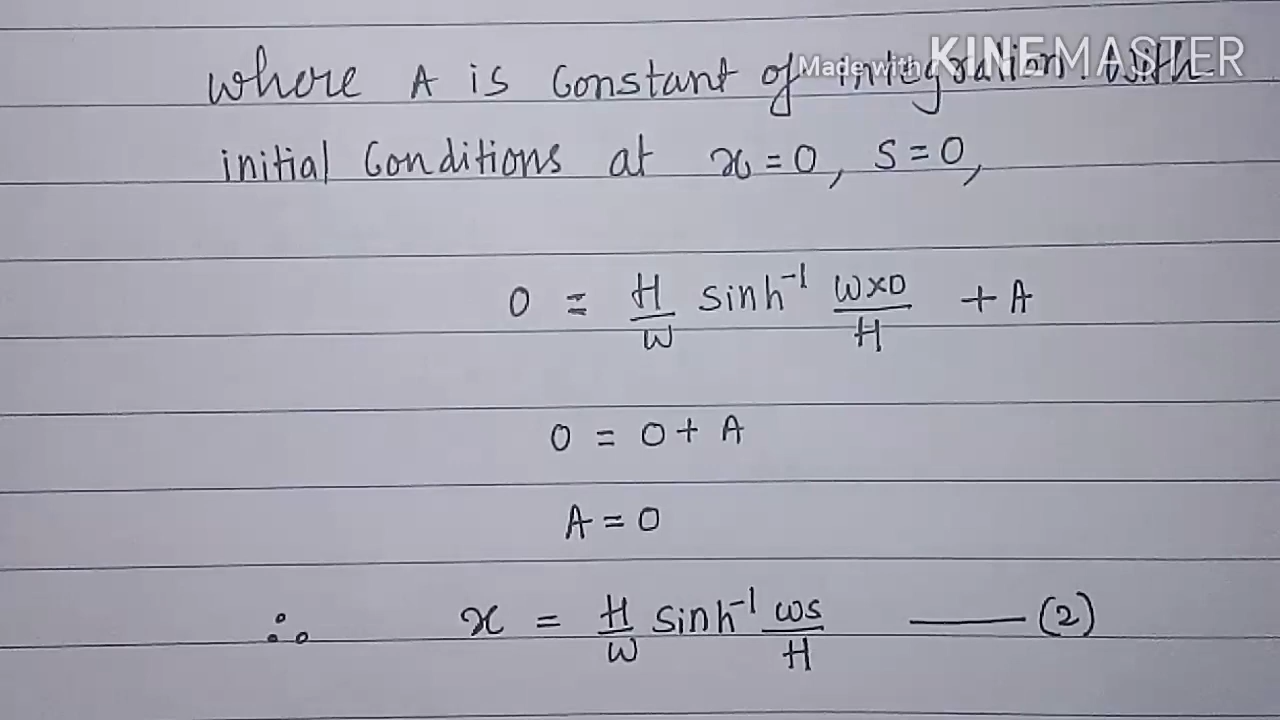 Made with KINEMASTER
where A is constant of integration. With
initial conditions at x = 0, s = 0,
0 = H/w sinh⁻¹ w×0/H + A
0 = 0 + A
A = 0
∴ x = H/w sinh⁻¹ ws/H —— (2)